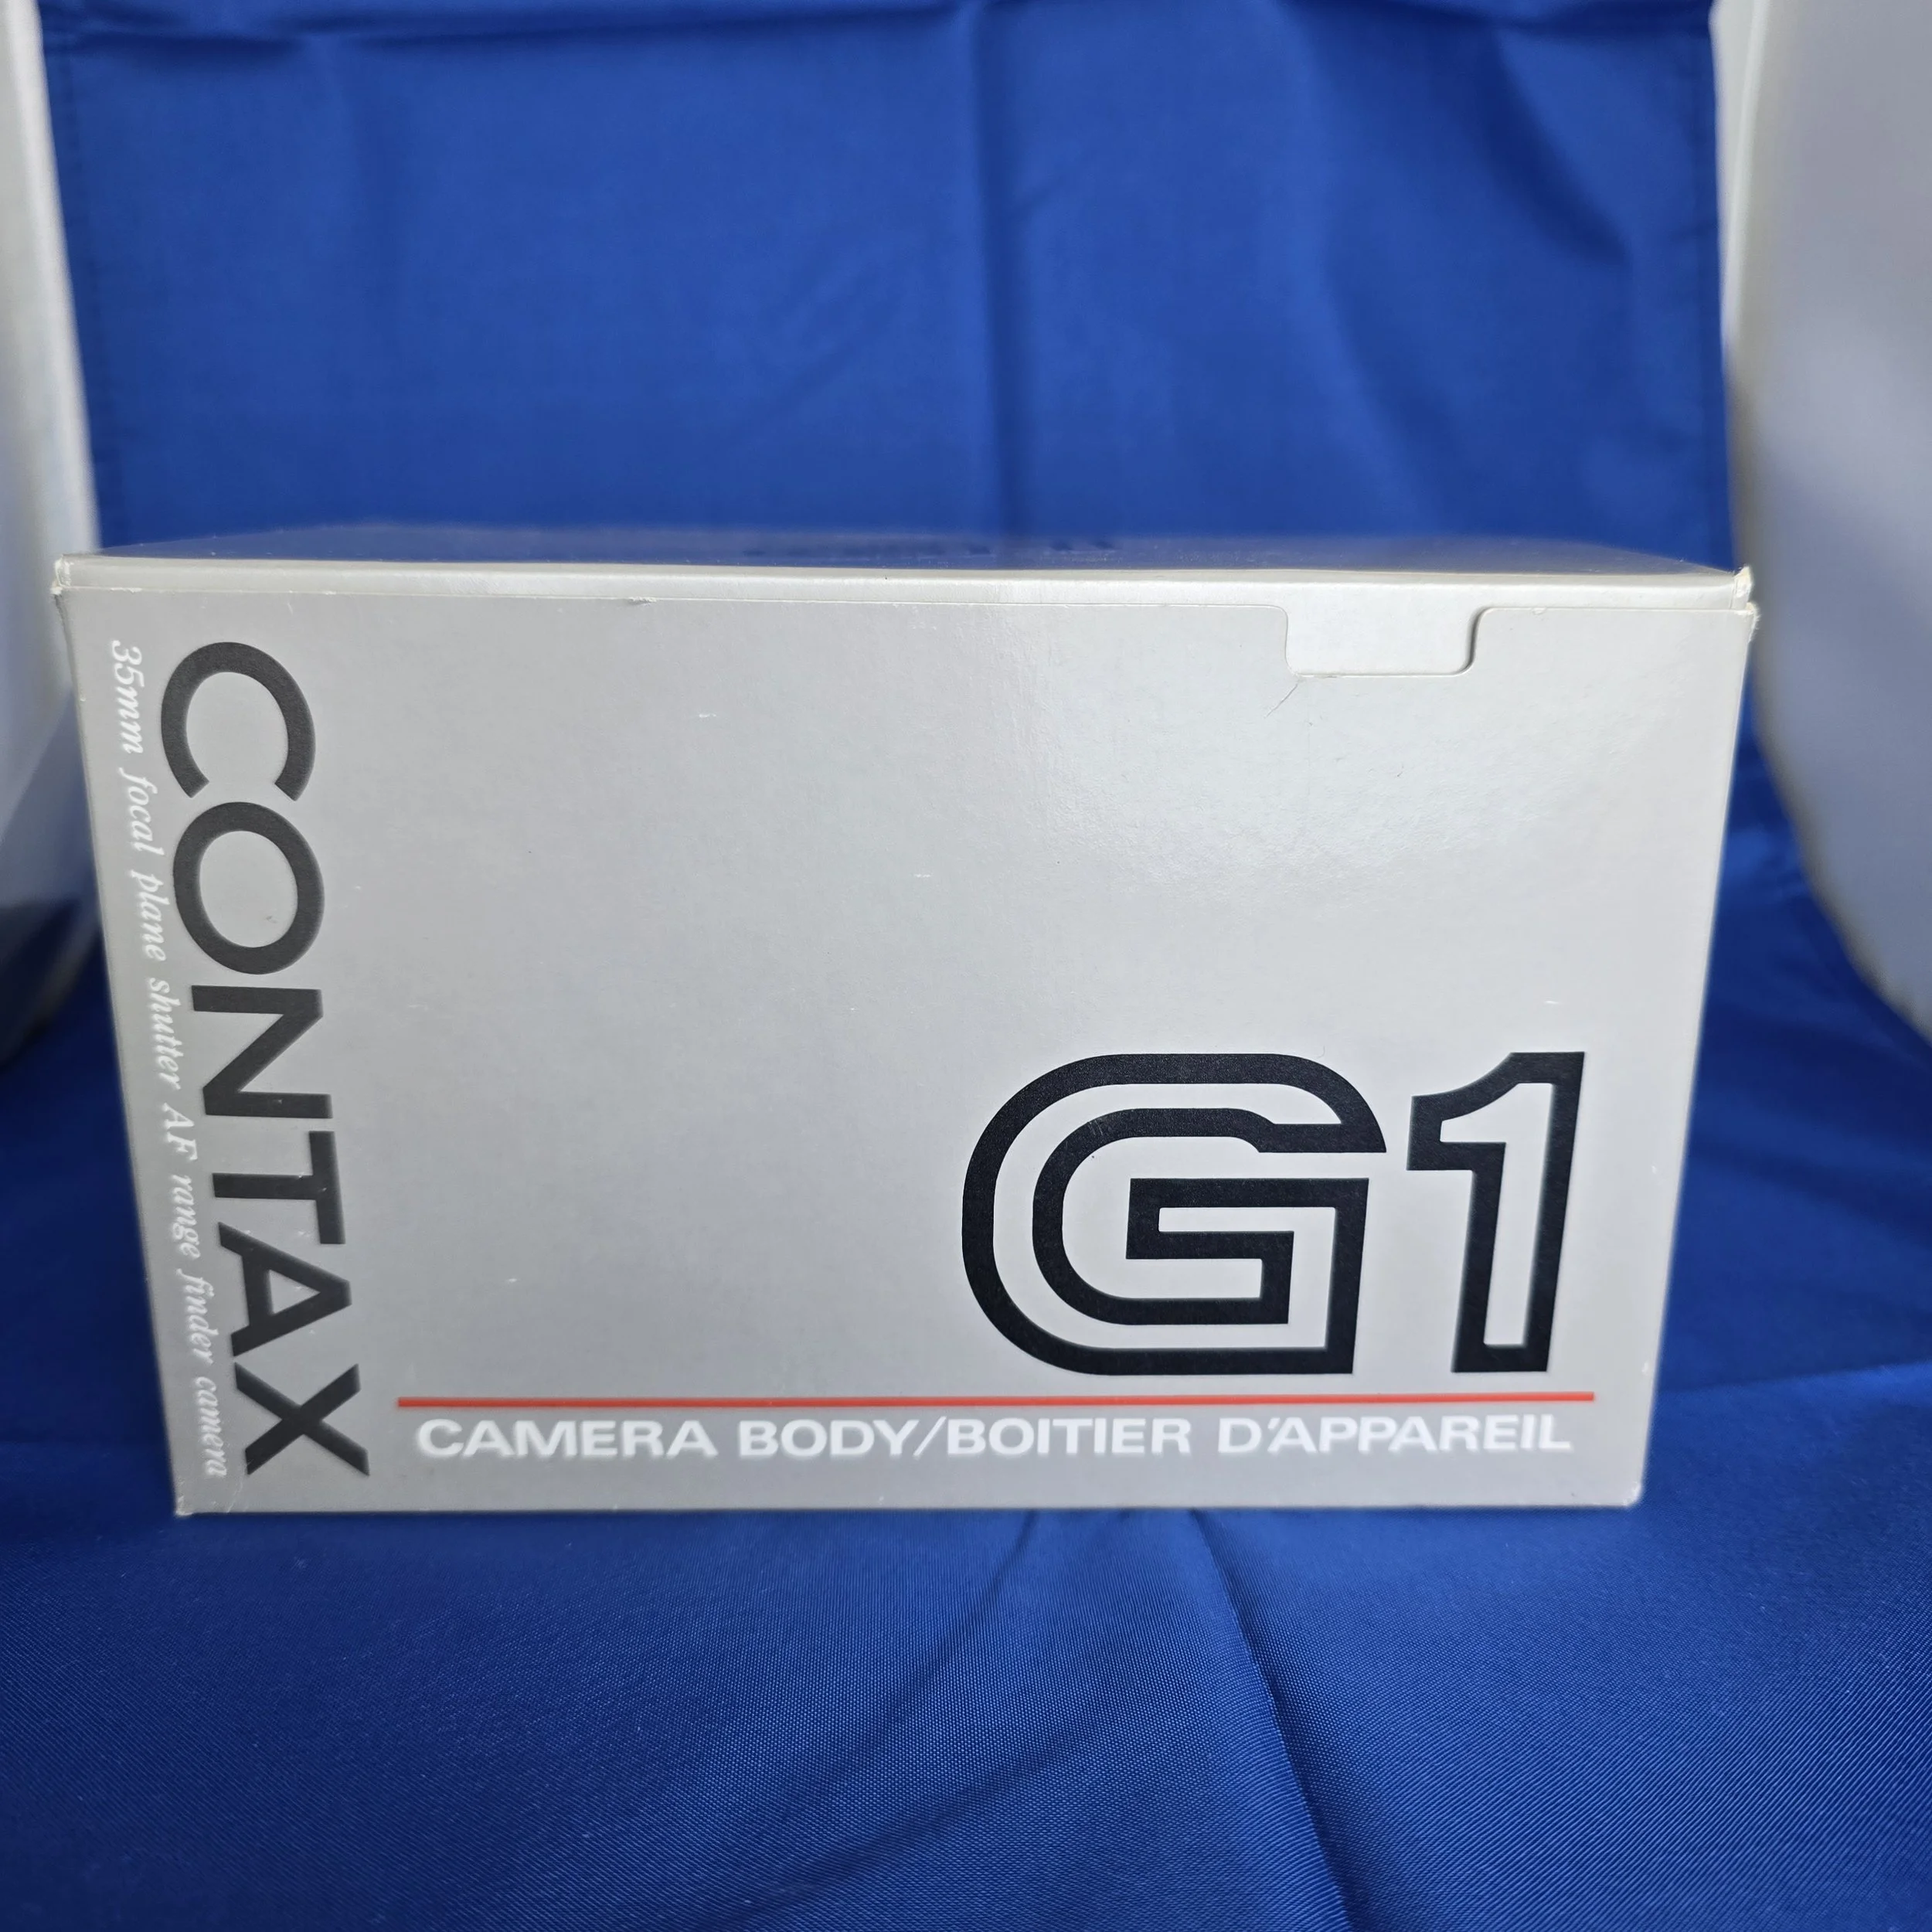 CONTAX
35mm focal plane shutter AF range finder camera
G1
CAMERA BODY/BOITIER D'APPAREIL